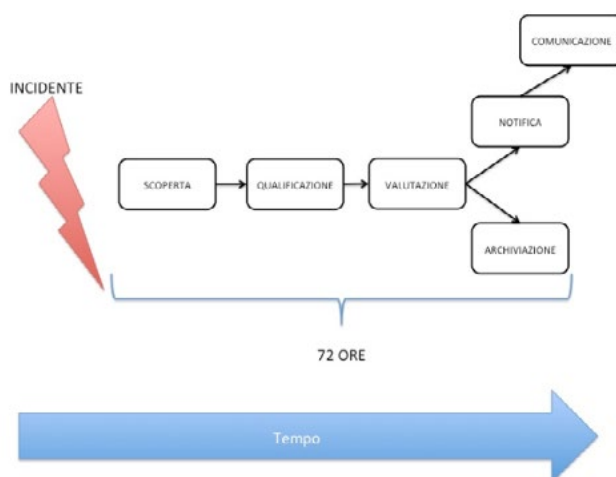 COMUNICAZIONE
INCIDENTE
NOTIFICA
SCOPERTA
QUALIFICAZIONE
VALUTAZIONE
ARCHIVIAZIONE
72 ORE
Tempo